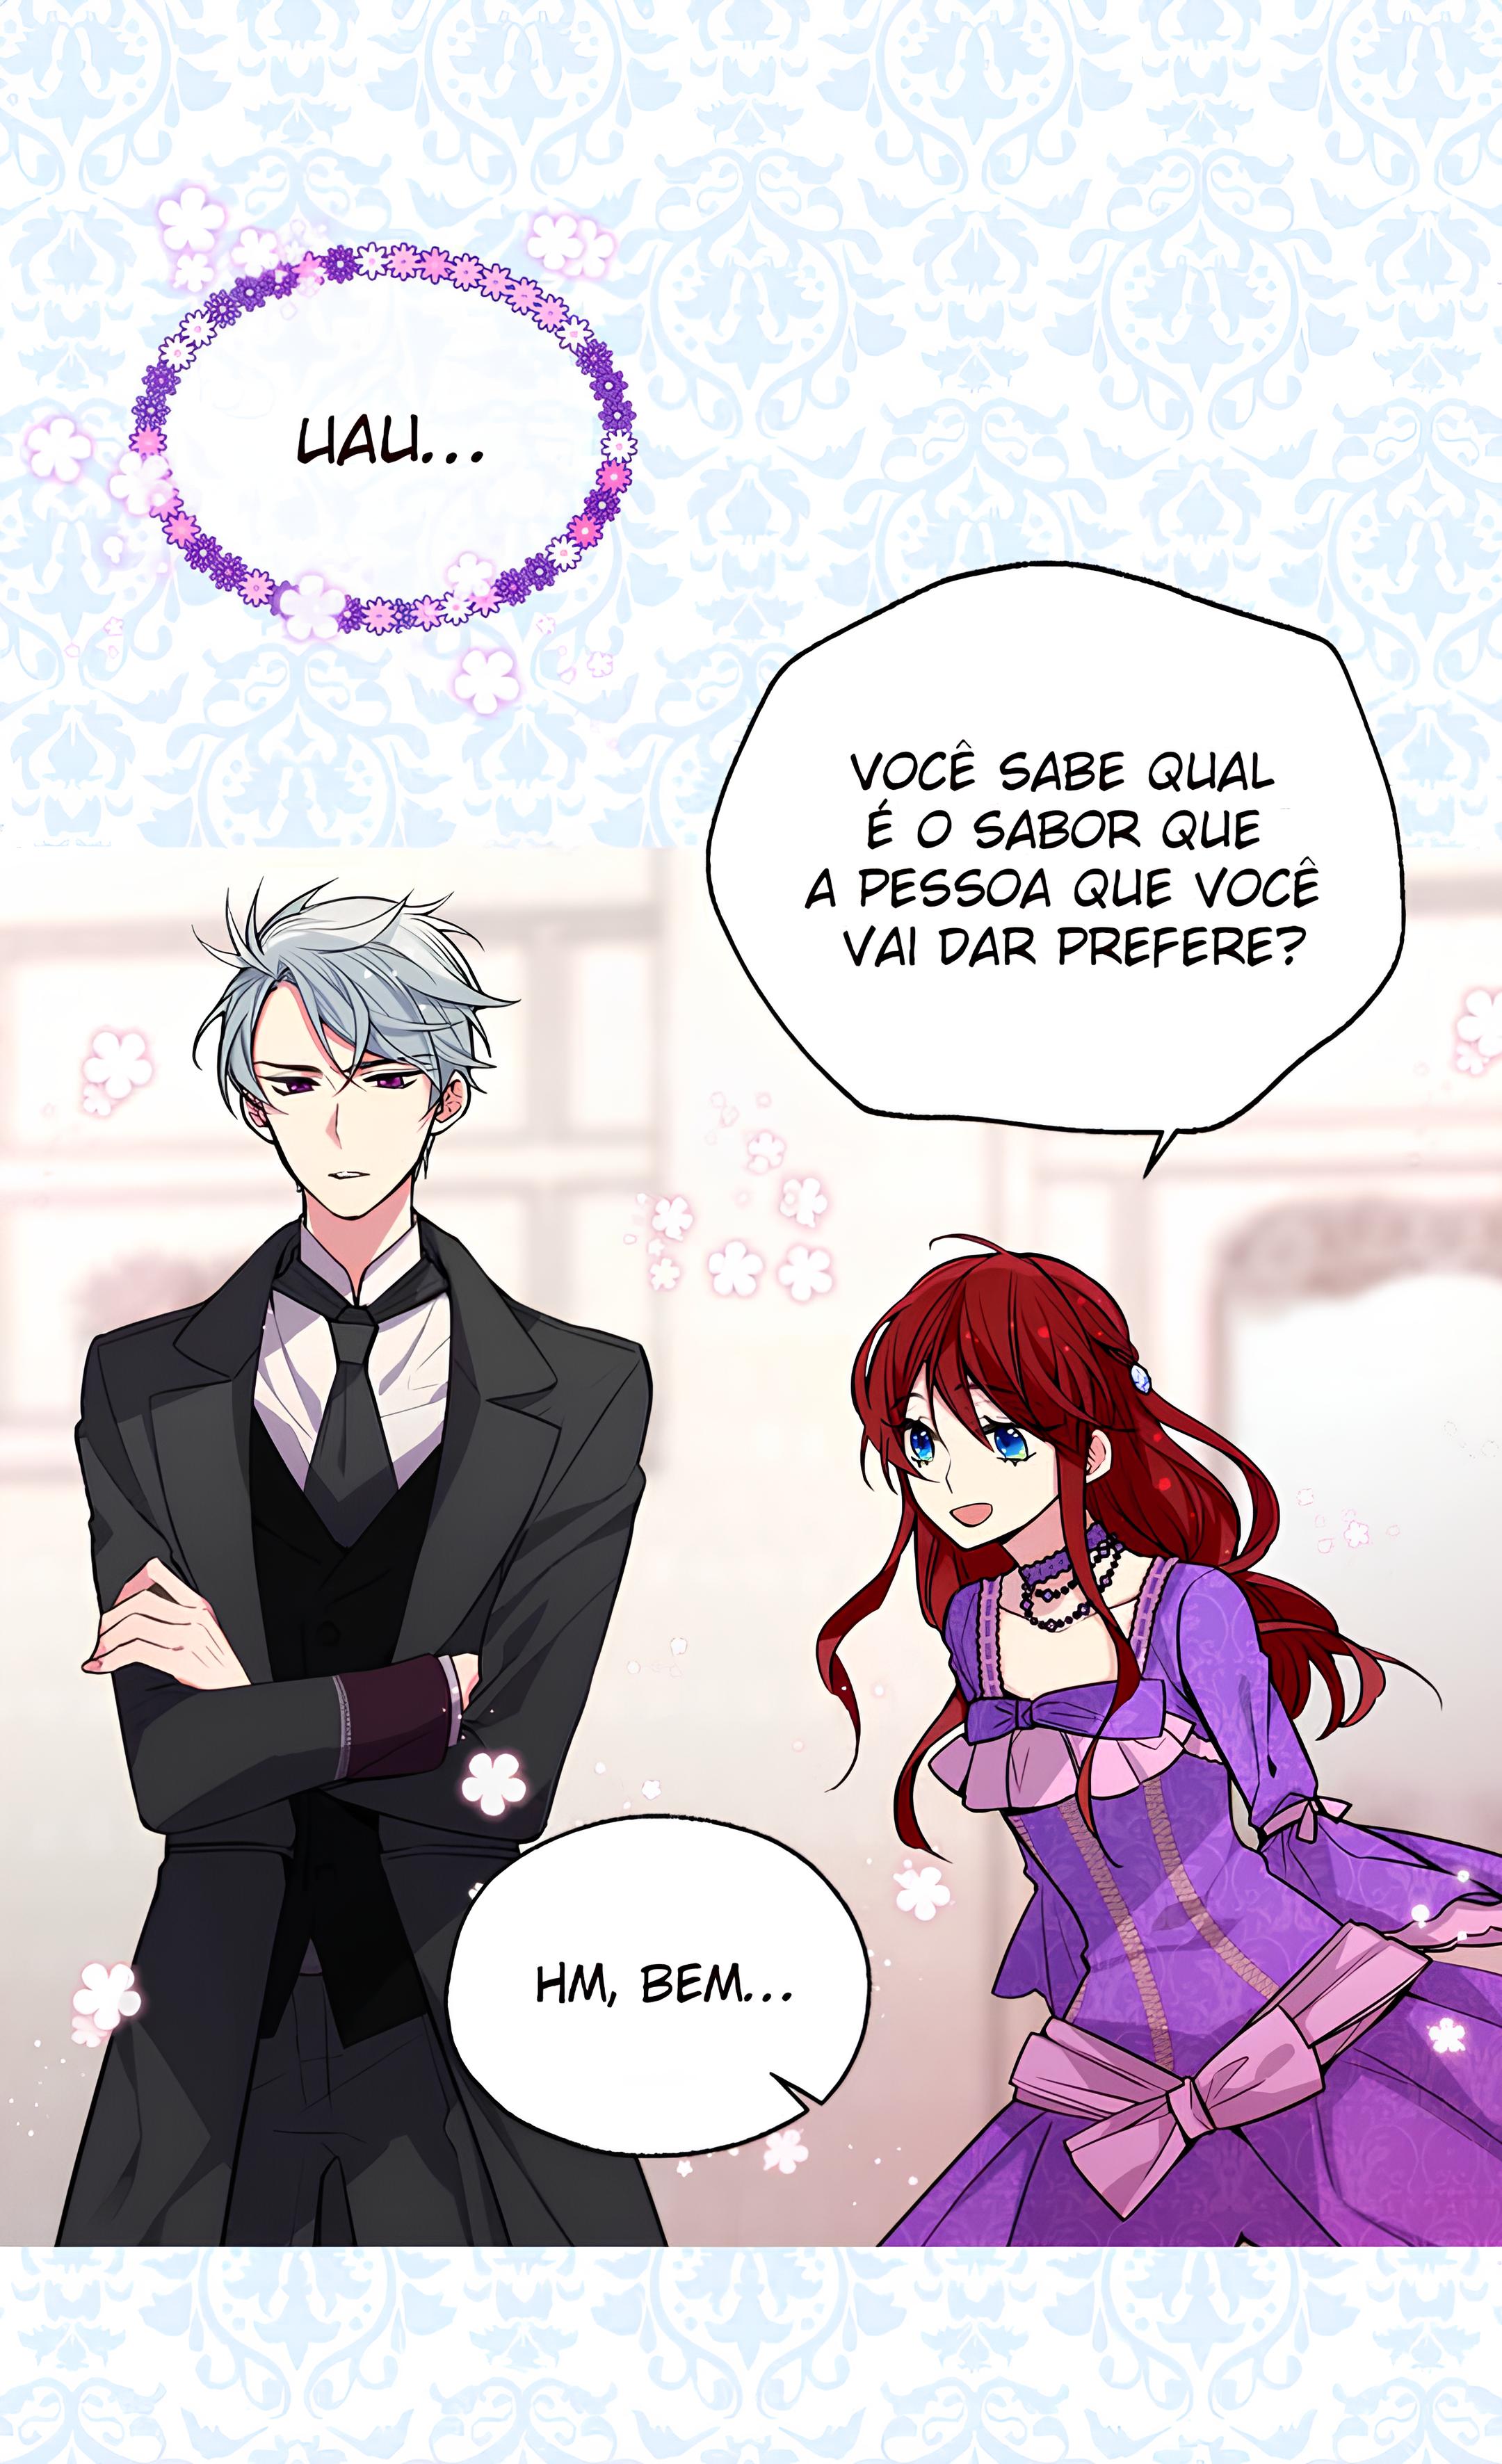 UAU...
VOCÊ SABE QUAL
É O SABOR QUE
A PESSOA QUE VOCÊ
VAI DAR PREFERE?
HM, BEM...